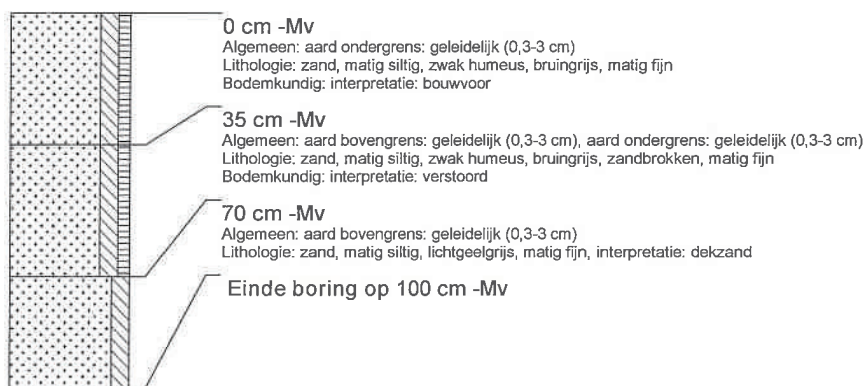 0 cm -Mv
Algemeen: aard ondergrens: geleidelijk (0,3-3 cm)
Lithologie: zand, matig siltig, zwak humeus, bruingrijs, matig fijn
Bodemkundig: interpretatie: bouwvoor
35 cm -Mv
Algemeen: aard bovengrens: geleidelijk (0,3-3 cm), aard ondergrens: geleidelijk (0,3-3 cm)
Lithologie: zand, matig siltig, zwak humeus, bruingrijs, zandbrokken, matig fijn
Bodemkundig: interpretatie: verstoord
70 cm -Mv
Algemeen: aard bovengrens: geleidelijk (0,3-3 cm)
Lithologie: zand, matig siltig, lichtgeelgrijs, matig fijn, interpretatie: dekzand
Einde boring op 100 cm -Mv